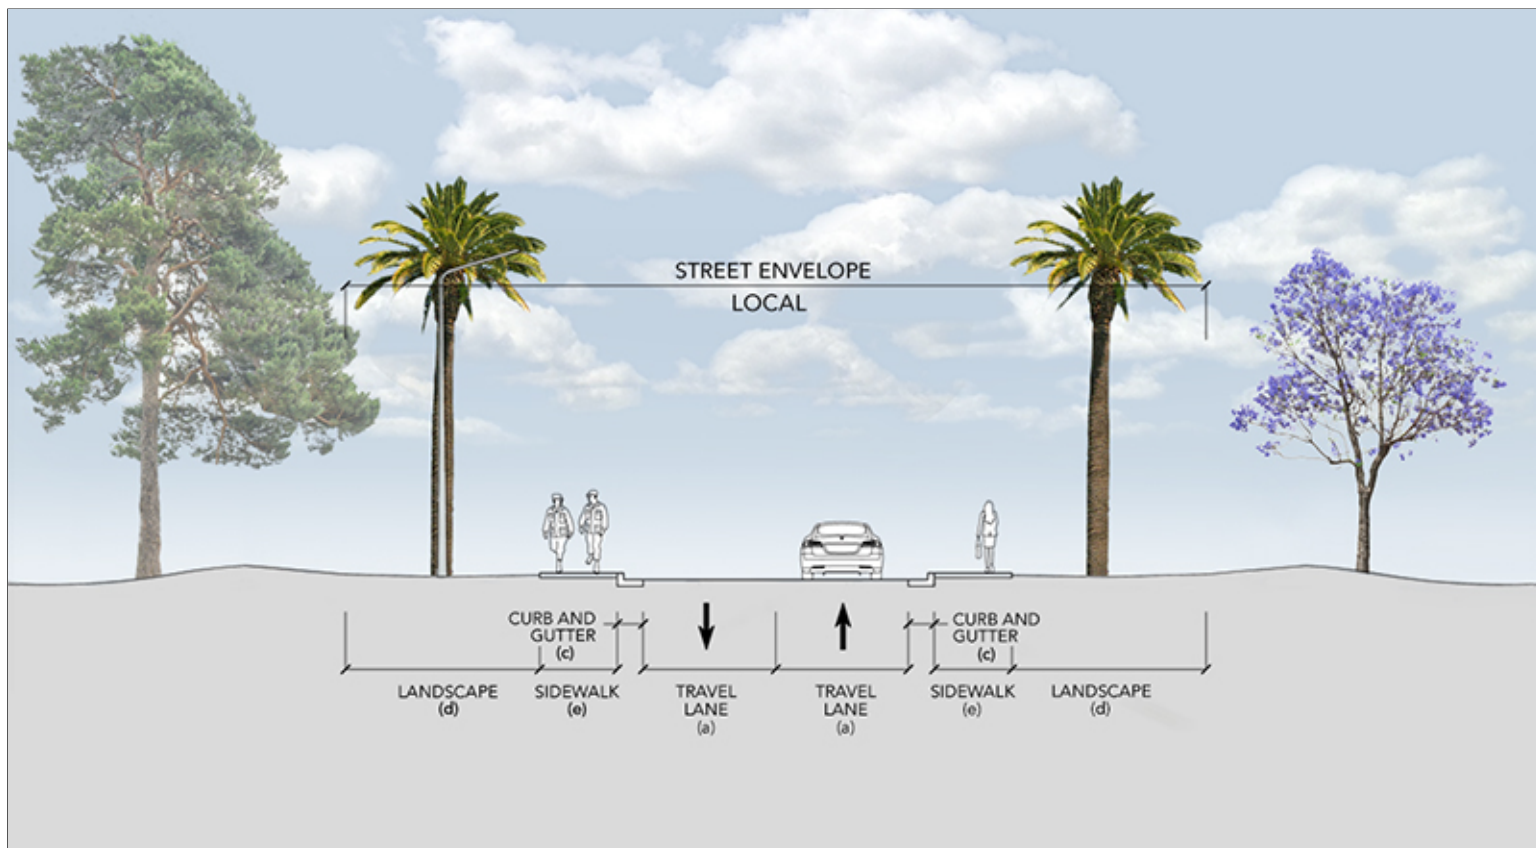 STREET ENVELOPE
LOCAL
CURB AND
GUTTER
(c)
CURB AND
GUTTER
(c)
LANDSCAPE
(d)
SIDEWALK
(e)
TRAVEL
LANE
(a)
TRAVEL
LANE
(a)
SIDEWALK
(e)
LANDSCAPE
(d)